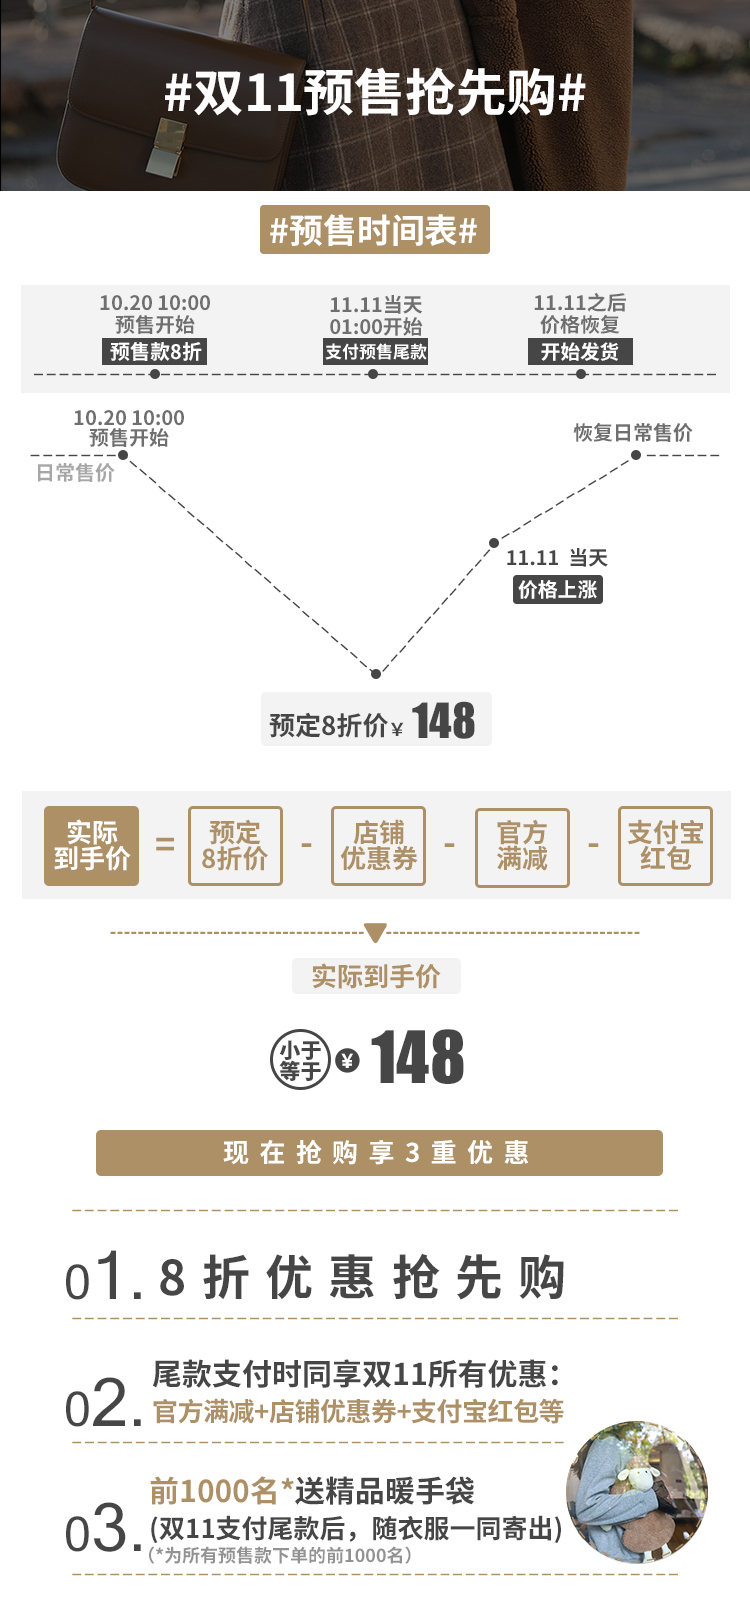 #双11预售抢先购#
#预售时间表#
10.20 10:00
预售开始
预售款8折
11.11当天
01:00开始
支付预售尾款
11.11之后
价格恢复
开始发货
10.20 10:00
预售开始
日常售价
恢复日常售价
11.11 当天
价格上涨
预定8折价¥148
实际
到手价
=
预定
8折价
-
店铺
优惠券
-
官方
满减
-
支付宝
红包
实际到手价
小于
等于
¥148
现在抢购享3重优惠
01.8折优惠抢先购
02.
尾款支付时同享双11所有优惠：
官方满减+店铺优惠券+支付宝红包等
03.
前1000名*送精品暖手袋
(双11支付尾款后，随衣服一同寄出)
(*为所有预售款下单的前1000名)